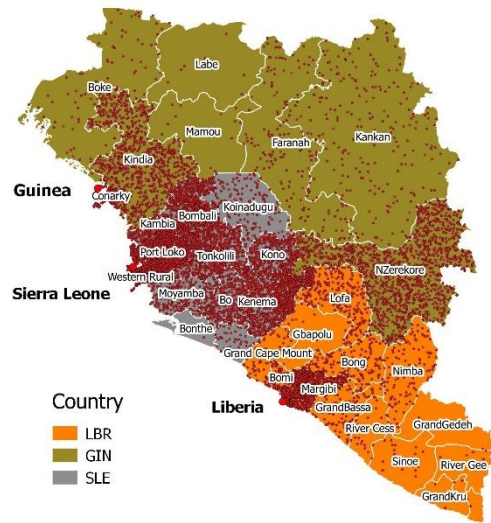 Labe
Boke
Mamou
Kankan
Faranah
Kindia
Guinea
Conarky
Koinadugu
Bombali
Kambia
Port Loko
Tonkolili
Kono
NZerekore
Western Rural
Sierra Leone
Moyamba
Bo
Kenema
Lofa
Bonthe
Gbapolu
Grand Cape Mount
Bong
Nimba
Bomi
Margibi
Liberia
GrandBassa
GrandGedeh
River Cess
Sinoe
River Gee
GrandKru
Country
LBR
GIN
SLE